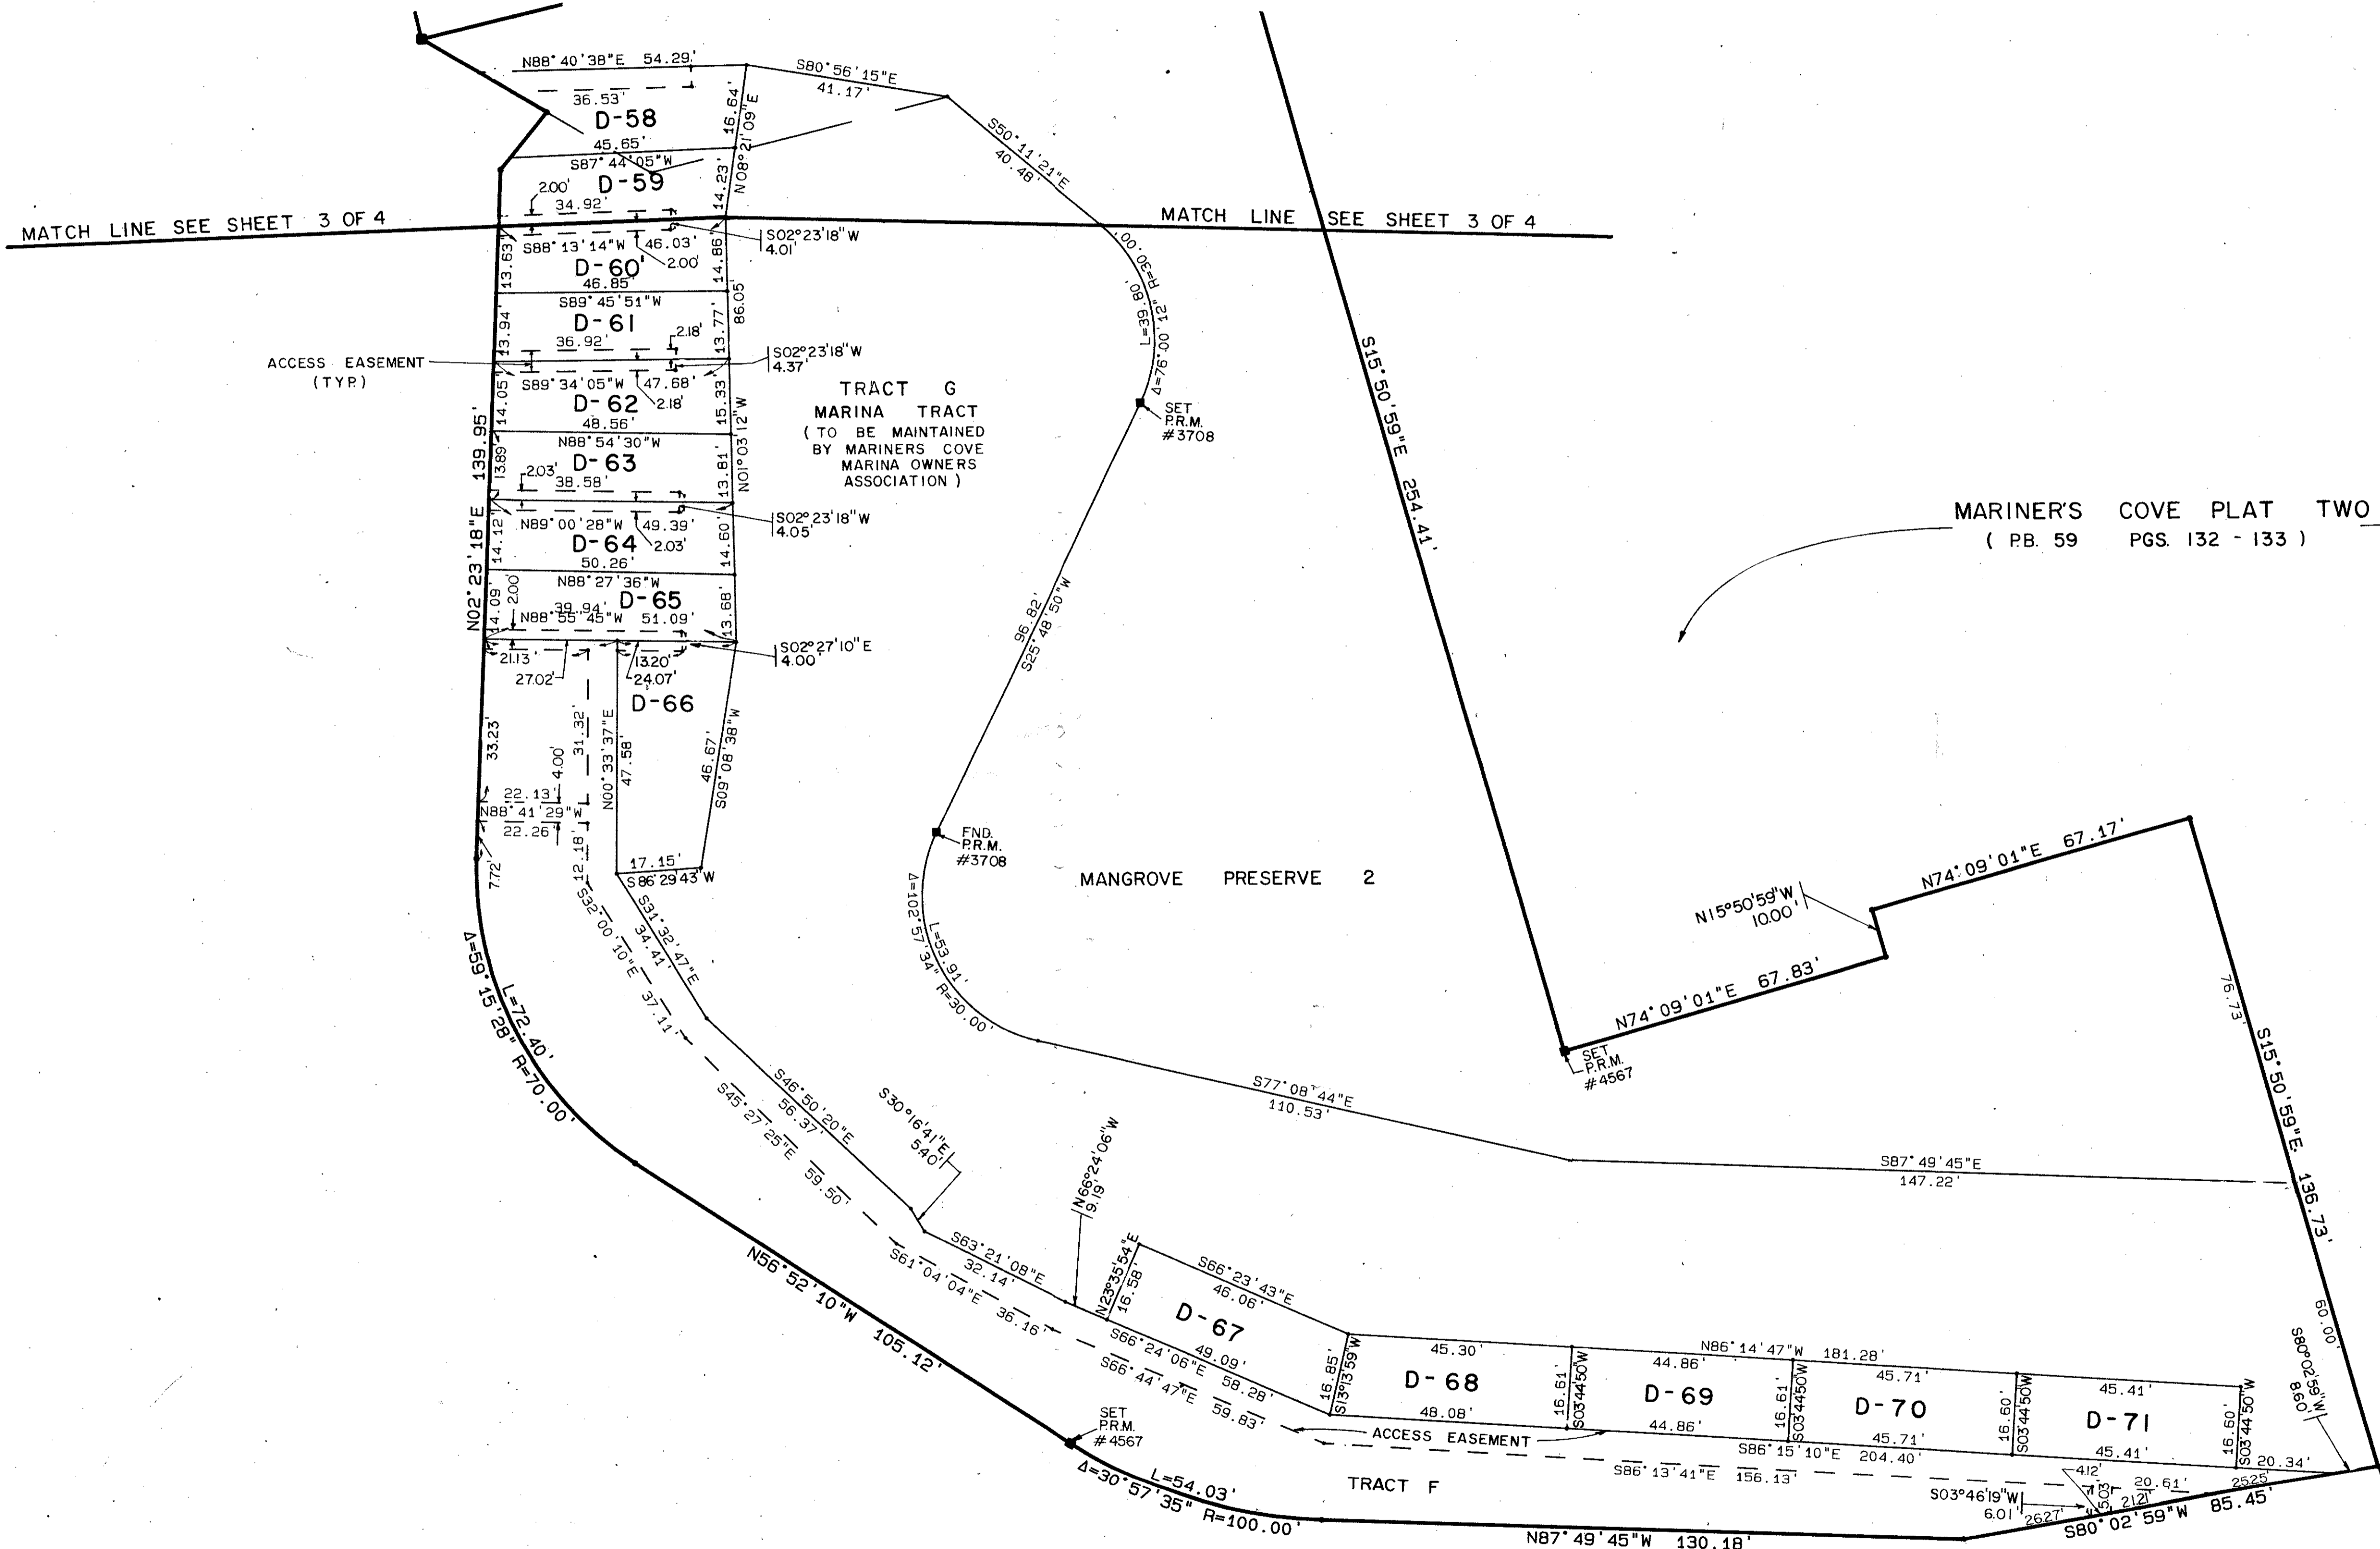 N88°40'38"E 54.29'
36.53'
D-58
45.65'
S87°44'05"W
16.64'
N08°21'09"E
14.23'
S80°56'15"E
41.17'
S50°11'21"E
40.48'
D-59
2.00'
34.92'
MATCH LINE SEE SHEET 3 OF 4
MATCH LINE SEE SHEET 3 OF 4
S88°13'14"W 46.03'
2.00'
S02°23'18"W
4.01'
13.63'
D-60'
14.86'
46.85'
S89°45'51"W
86.05'
D-61
13.94'
13.77'
36.92'
2.18'
ACCESS EASEMENT
(TYP.)
S02°23'18"W
4.37'
S89°34'05"W 47.68'
2.18'
14.05'
D-62
15.33'
48.56'
N88°54'30"W
N01°03'12"W
139.95'
N02°23'18"E
13.89'
D-63
13.81'
2.03'
38.58'
S02°23'18"W
4.05'
N89°00'28"W 49.39'
2.03'
14.12'
D-64
14.60'
50.26'
N88°27'36"W
14.09'
2.00'
D-65
13.68'
39.94'
N88°55'45"W 51.09'
S02°27'10"E
4.00'
21.13'
27.02'
13.20'
24.07'
D-66
TRACT G
MARINA TRACT
( TO BE MAINTAINED
BY MARINERS COVE
MARINA OWNERS
ASSOCIATION )
L=39.80'
Δ=76°00'12" R=30.00'
SET
P.R.M.
#3708
96.82'
S25°48'50"W
S15°50'59"E 254.41'
MARINER'S COVE PLAT TWO
( P.B. 59 PGS. 132 - 133 )
33.23'
31.32'
4.00'
N00°33'37"E
47.58'
46.67'
S09°08'38"W
22.13'
N88°41'29"W
22.26'
7.72'
12.18'
17.15'
S86°29'43"W
FND.
P.R.M.
#3708
MANGROVE PRESERVE 2
L=53.91'
Δ=102°57'34" R=30.00'
S32°00'10"E 37.11'
S31°32'47"E
34.41'
L=72.40'
Δ=59°15'28" R=70.00'
S46°50'20"E
56.37'
S45°27'25"E 59.50'
S30°16'41"E
5.40'
N15°50'59"W
10.00'
N74°09'01"E 67.17'
N74°09'01"E 67.83'
SET
P.R.M.
#4567
76.73'
S15°50'59"E 136.73'
60.00'
S77°08'44"E
110.53'
S87°49'45"E
147.22'
N66°24'06"W
9.19'
S63°21'08"E
32.14'
S61°04'04"E 36.16'
N56°52'10"W 105.12'
N23°35'54"E
16.58'
S66°23'43"E
46.06'
D-67
49.09'
S66°24'06"E 58.28'
S66°44'47"E 59.83'
16.85'
S13°13'59"W
45.30'
D-68
48.08'
16.61'
S03°44'50"W
N86°14'47"W 181.28'
44.86'
D-69
44.86'
16.61'
S03°44'50"W
45.71'
D-70
45.71'
16.60'
S03°44'50"W
45.41'
D-71
45.41'
16.60'
S03°44'50"W
20.34'
S80°02'59"W
8.60'
ACCESS EASEMENT
S86°15'10"E 204.40'
S86°13'41"E 156.13'
TRACT F
SET
P.R.M.
#4567
L=54.03'
Δ=30°57'35" R=100.00'
N87°49'45"W 130.18'
S03°46'19"W
6.01'
26.27'
4.12'
5.03'
20.61'
21.21'
25.25'
S80°02'59"W 85.45'